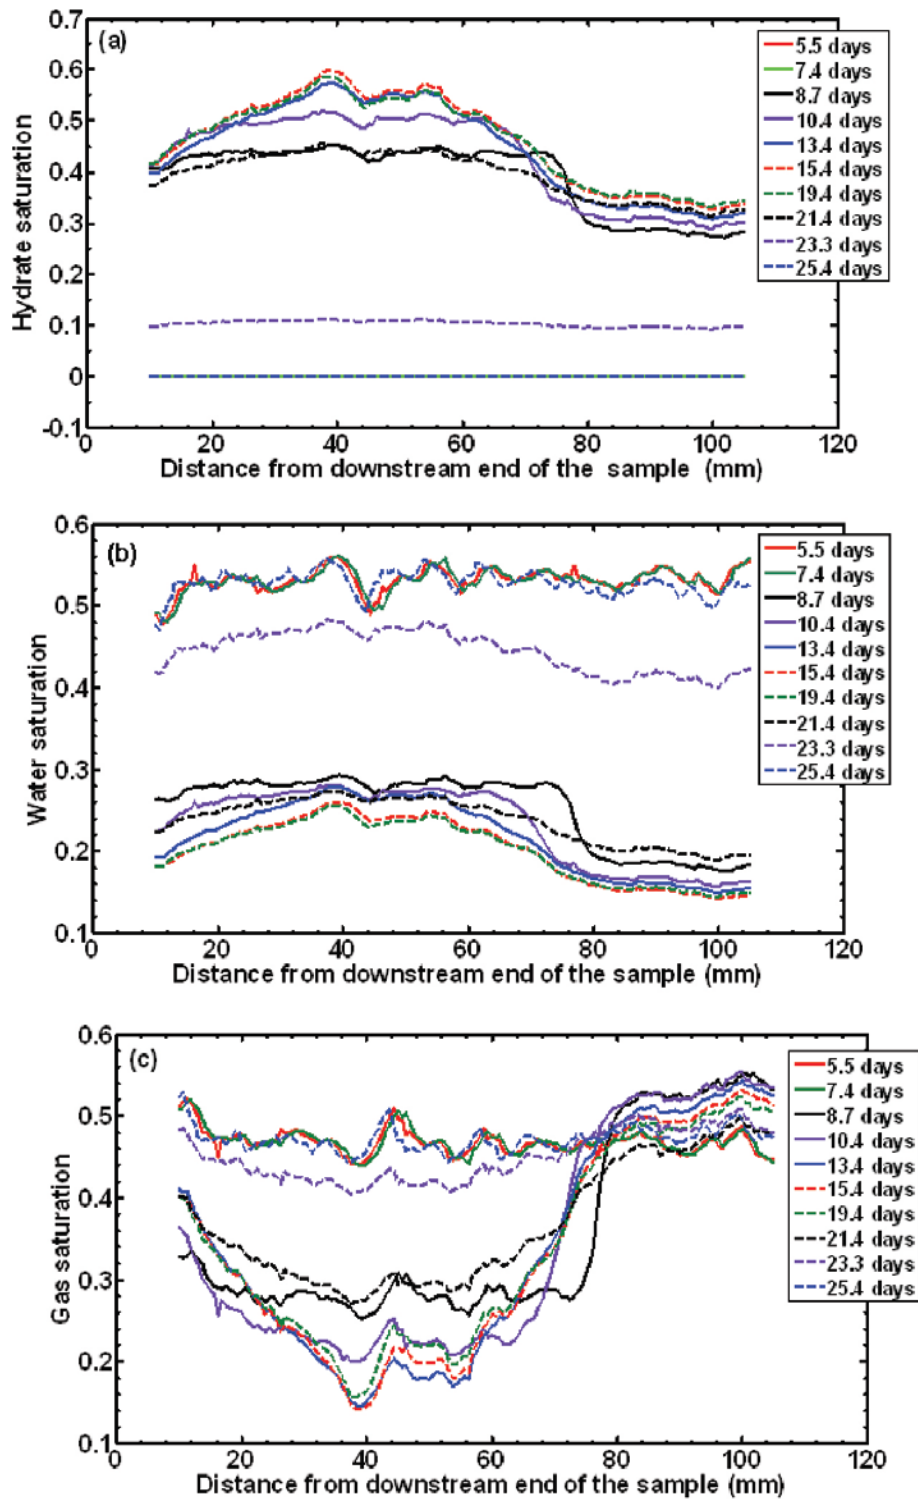 (a)
0.7
0.6
0.5
0.4
0.3
0.2
0.1
0
-0.1
Hydrate saturation
0 20 40 60 80 100 120
Distance from downstream end of the sample (mm)
5.5 days
7.4 days
8.7 days
10.4 days
13.4 days
15.4 days
19.4 days
21.4 days
23.3 days
25.4 days
(b)
0.6
0.5
0.4
0.3
0.2
0.1
Water saturation
0 20 40 60 80 100 120
Distance from downstream end of the sample (mm)
5.5 days
7.4 days
8.7 days
10.4 days
13.4 days
15.4 days
19.4 days
21.4 days
23.3 days
25.4 days
(c)
0.6
0.5
0.4
0.3
0.2
0.1
Gas saturation
0 20 40 60 80 100 120
Distance from downstream end of the sample (mm)
5.5 days
7.4 days
8.7 days
10.4 days
13.4 days
15.4 days
19.4 days
21.4 days
23.3 days
25.4 days